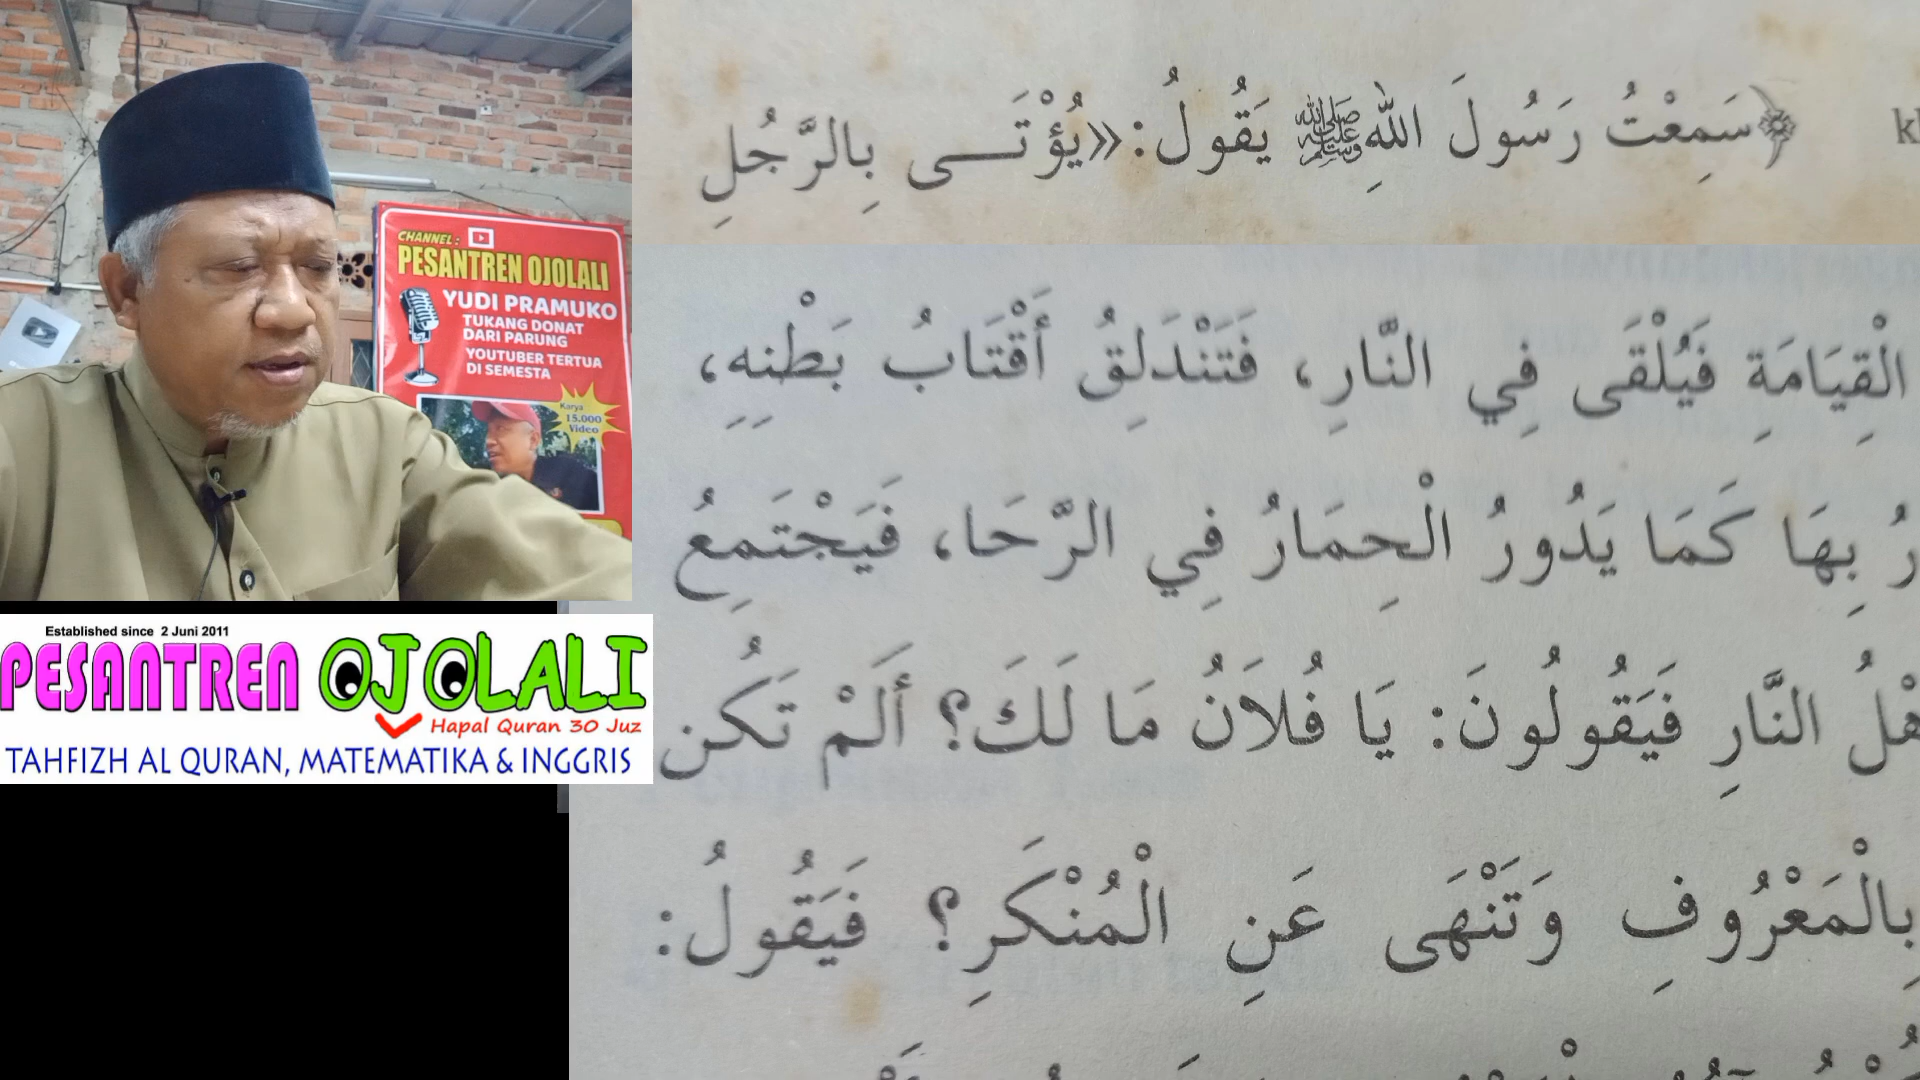 CHANNEL:
PESANTREN OJOLALI
YUDI PRAMUKO
TUKANG DONAT
DARI PARUNG
YOUTUBER TERTUA
DI SEMESTA
Karya
15.000
Video
Established since 2 Juni 2011
PESANTREN OJOLALI
Hapal Quran 30 Juz
TAHFIZH AL QURAN, MATEMATIKA & INGGRIS
سَمِعْتُ رَسُولَ اللهِ ﷺ يَقُولُ: «يُؤْتَى بِالرَّجُلِ
الْقِيَامَةِ فَيُلْقَى فِي النَّارِ، فَتَنْدَلِقُ أَقْتَابُ بَطْنِهِ،
بِهَا كَمَا يَدُورُ الْحِمَارُ فِي الرَّحَا، فَيَجْتَمِعُ
النَّارِ فَيَقُولُونَ: يَا فُلَانُ مَا لَكَ؟ أَلَمْ تَكُن
بِالْمَعْرُوفِ وَتَنْهَى عَنِ الْمُنْكَرِ؟ فَيَقُولُ: